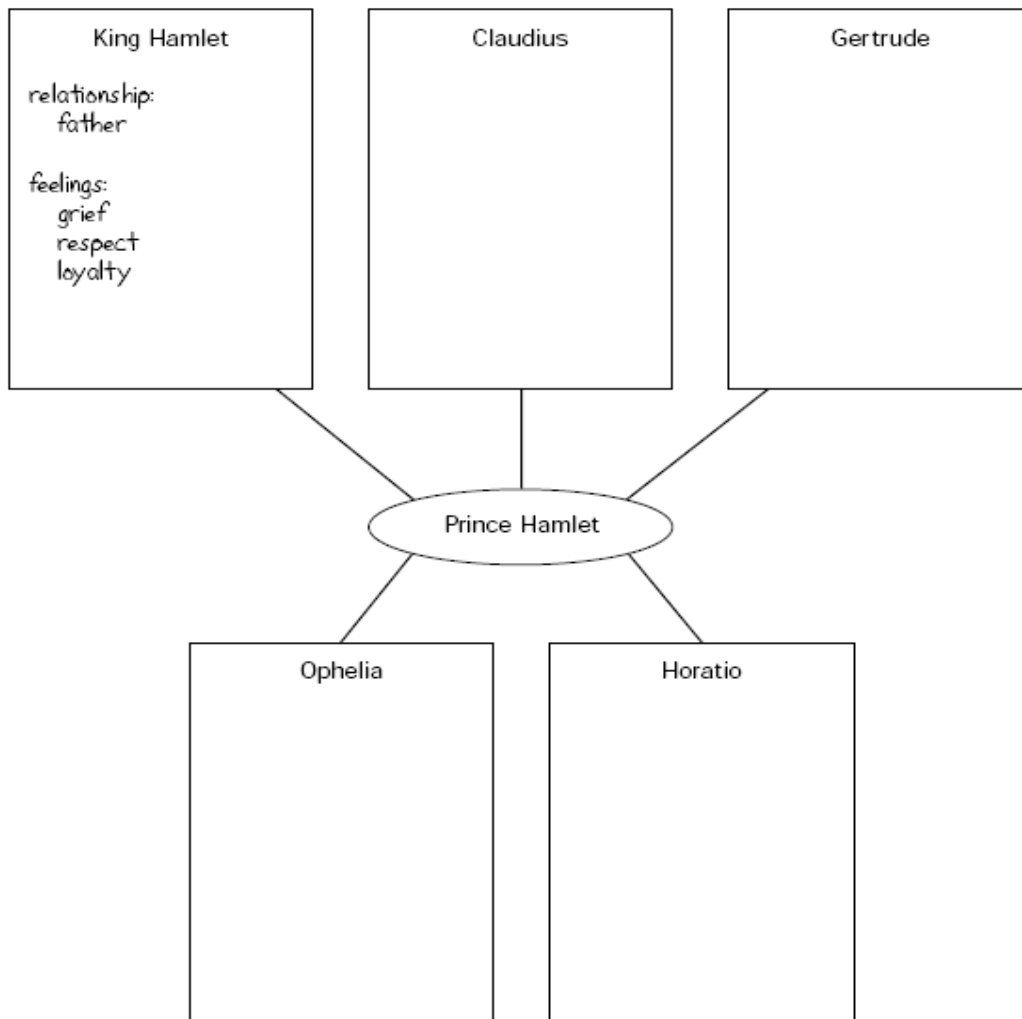 King Hamlet
relationship:
father
feelings:
grief
respect
loyalty
Claudius
Gertrude
Prince Hamlet
Ophelia
Horatio